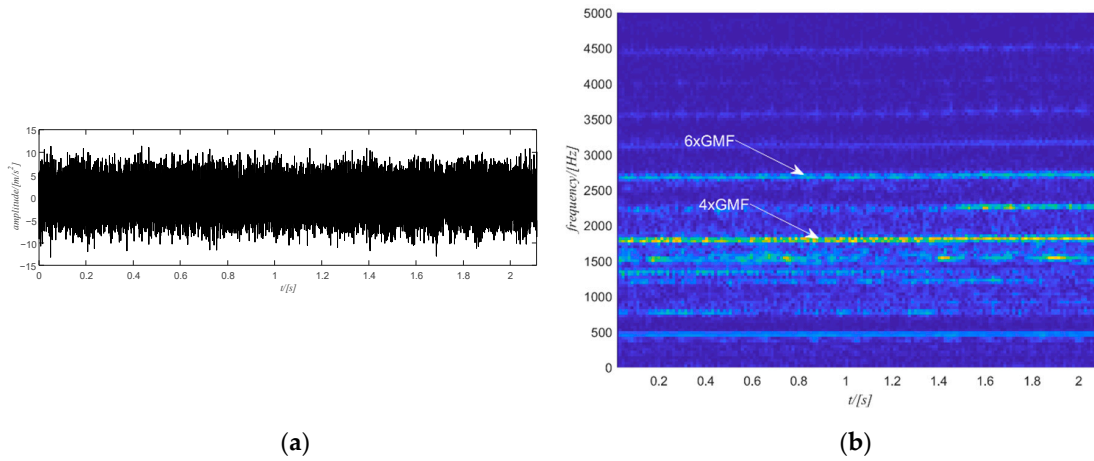 15
10
5
0
−5
−10
−15
0 0.2 0.4 0.6 0.8 1 1.2 1.4 1.6 1.8 2
amplitude/[m/s²]
t/[s]
(a)
5000
4500
4000
3500
3000
2500
2000
1500
1000
500
0
0.2 0.4 0.6 0.8 1 1.2 1.4 1.6 1.8 2
frequency/[Hz]
t/[s]
6xGMF
4xGMF
(b)